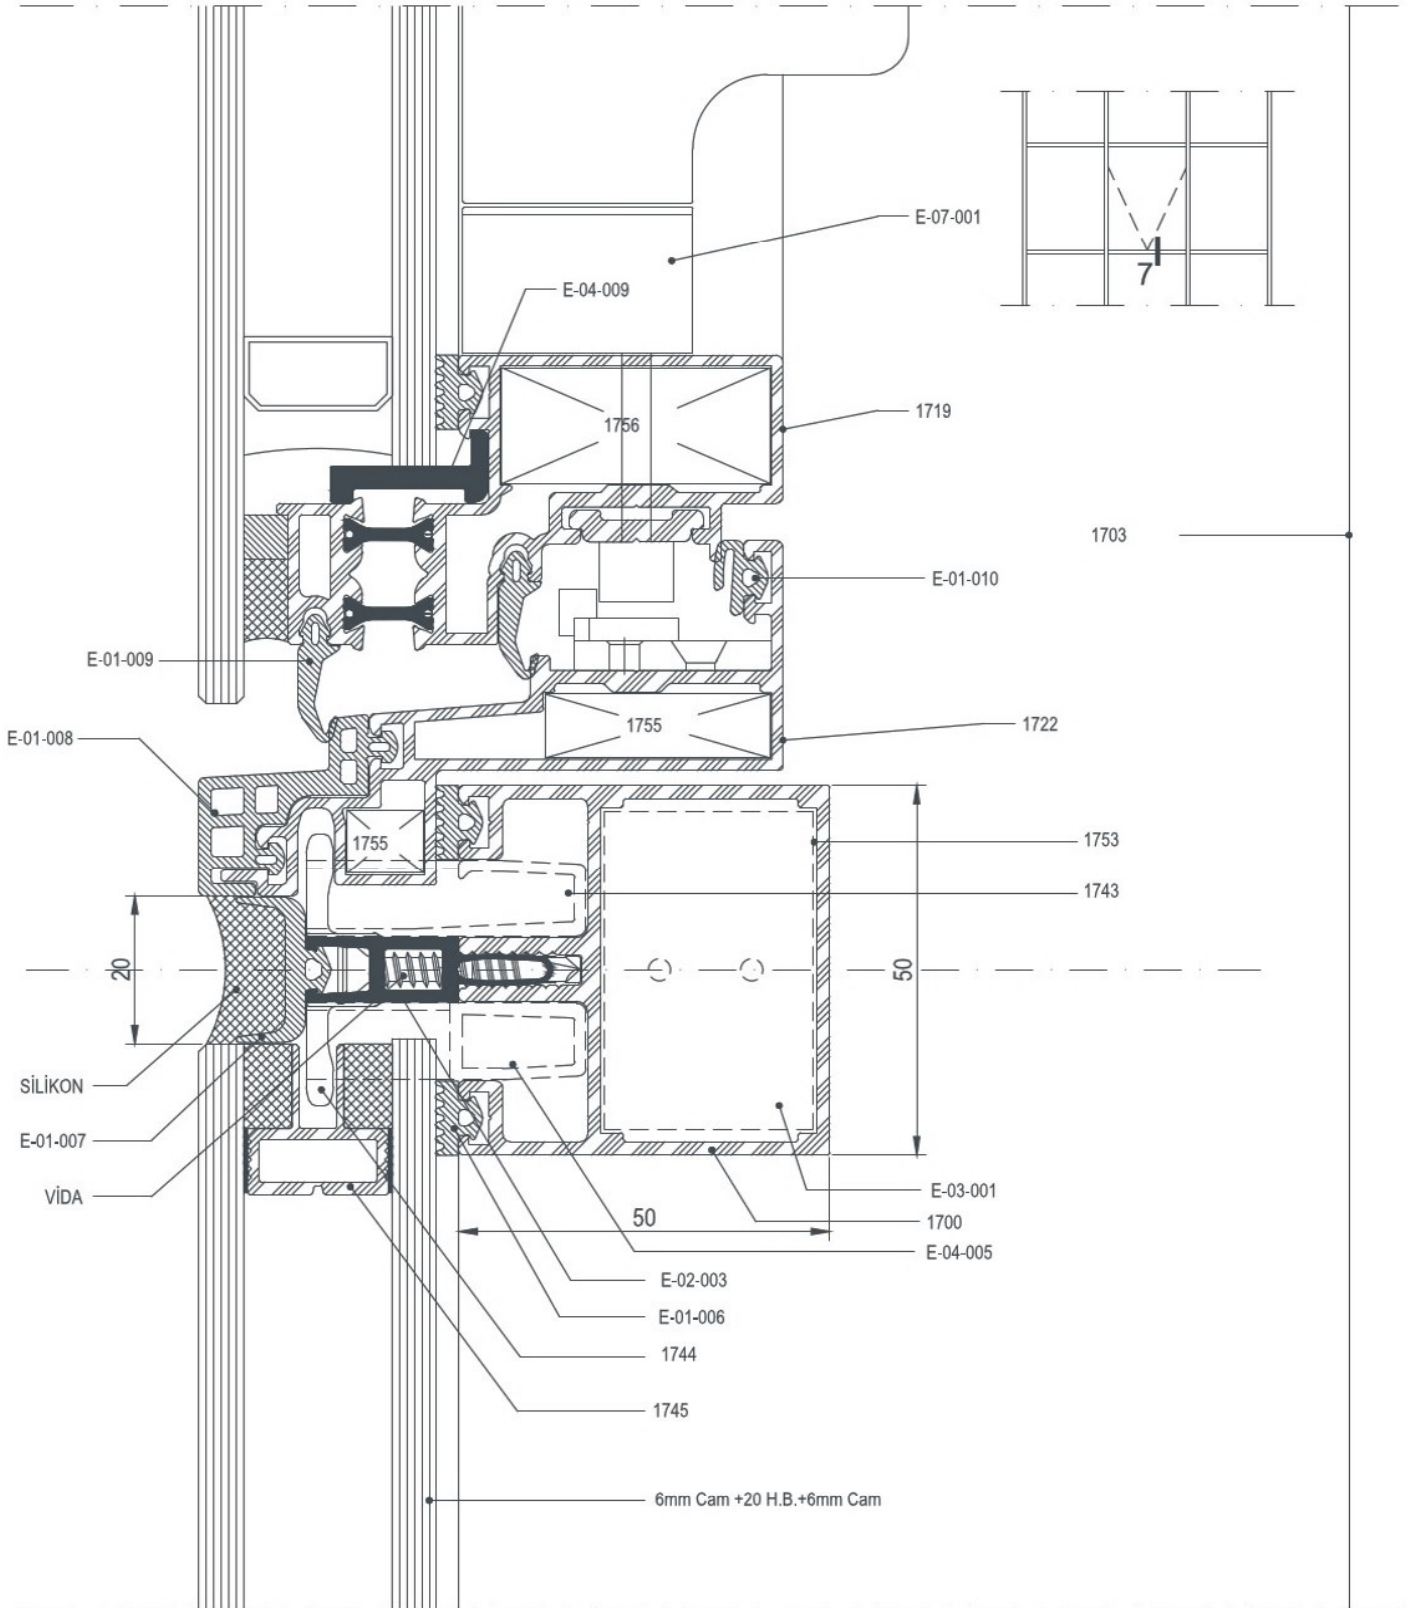 E-07-001
E-04-009
7
1756
1719
1703
E-01-010
E-01-009
1755
1722
E-01-008
1755
1753
1743
20
50
SİLİKON
E-01-007
VİDA
E-03-001
50
1700
E-04-005
E-02-003
E-01-006
1744
1745
6mm Cam +20 H.B.+6mm Cam